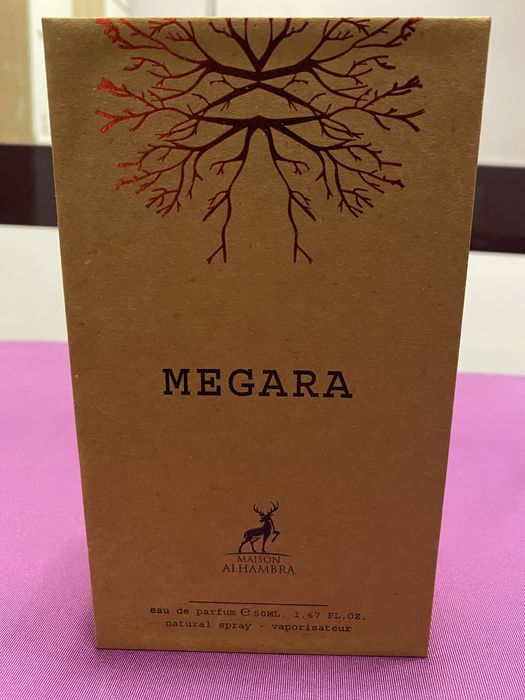 MEGARA
MAISON
ALHAMBRA
eau de parfum ℮ 50ML. 1.67 FL.OZ.
natural spray - vaporisateur